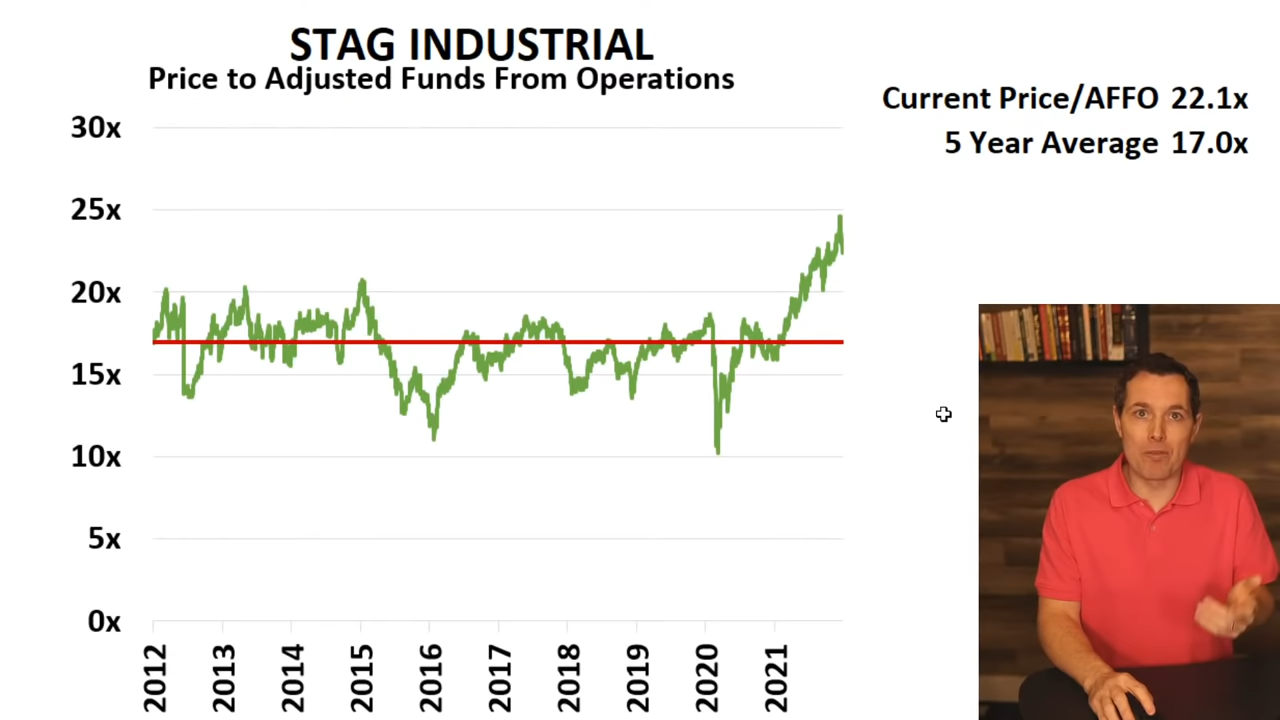 STAG INDUSTRIAL
Price to Adjusted Funds From Operations
Current Price/AFFO 22.1x
5 Year Average 17.0x
30x
25x
20x
15x
10x
5x
0x
2012
2013
2014
2015
2016
2017
2018
2019
2020
2021